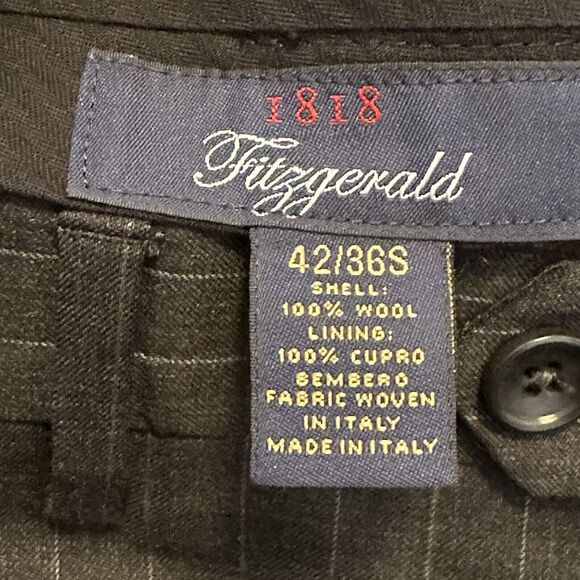 1818
Fitzgerald
42/36S
SHELL:
100% WOOL
LINING:
100% CUPRO
BEMBERG
FABRIC WOVEN
IN ITALY
MADE IN ITALY